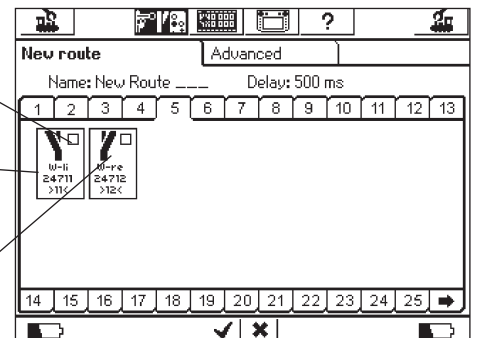 ?
New route Advanced
Name: New Route ___ Delay: 500 ms
1 2 3 4 5 6 7 8 9 10 11 12 13
W-li W-re
24711 24712
>11< >12<
14 15 16 17 18 19 20 21 22 23 24 25